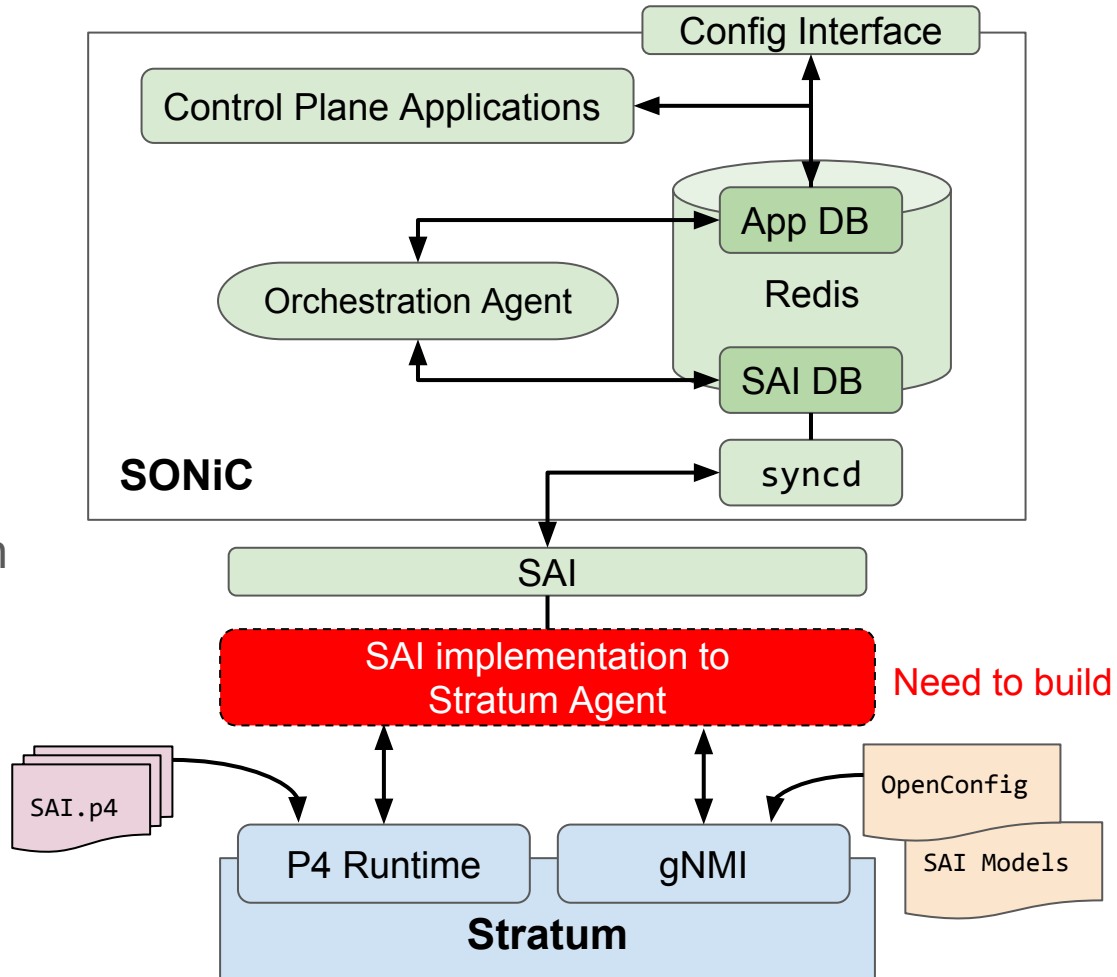 Config Interface
Control Plane Applications
App DB
Orchestration Agent
Redis
SAI DB
SONiC
syncd
SAI
SAI implementation to
Stratum Agent
Need to build
SAI.p4
OpenConfig
SAI Models
P4 Runtime
gNMI
Stratum